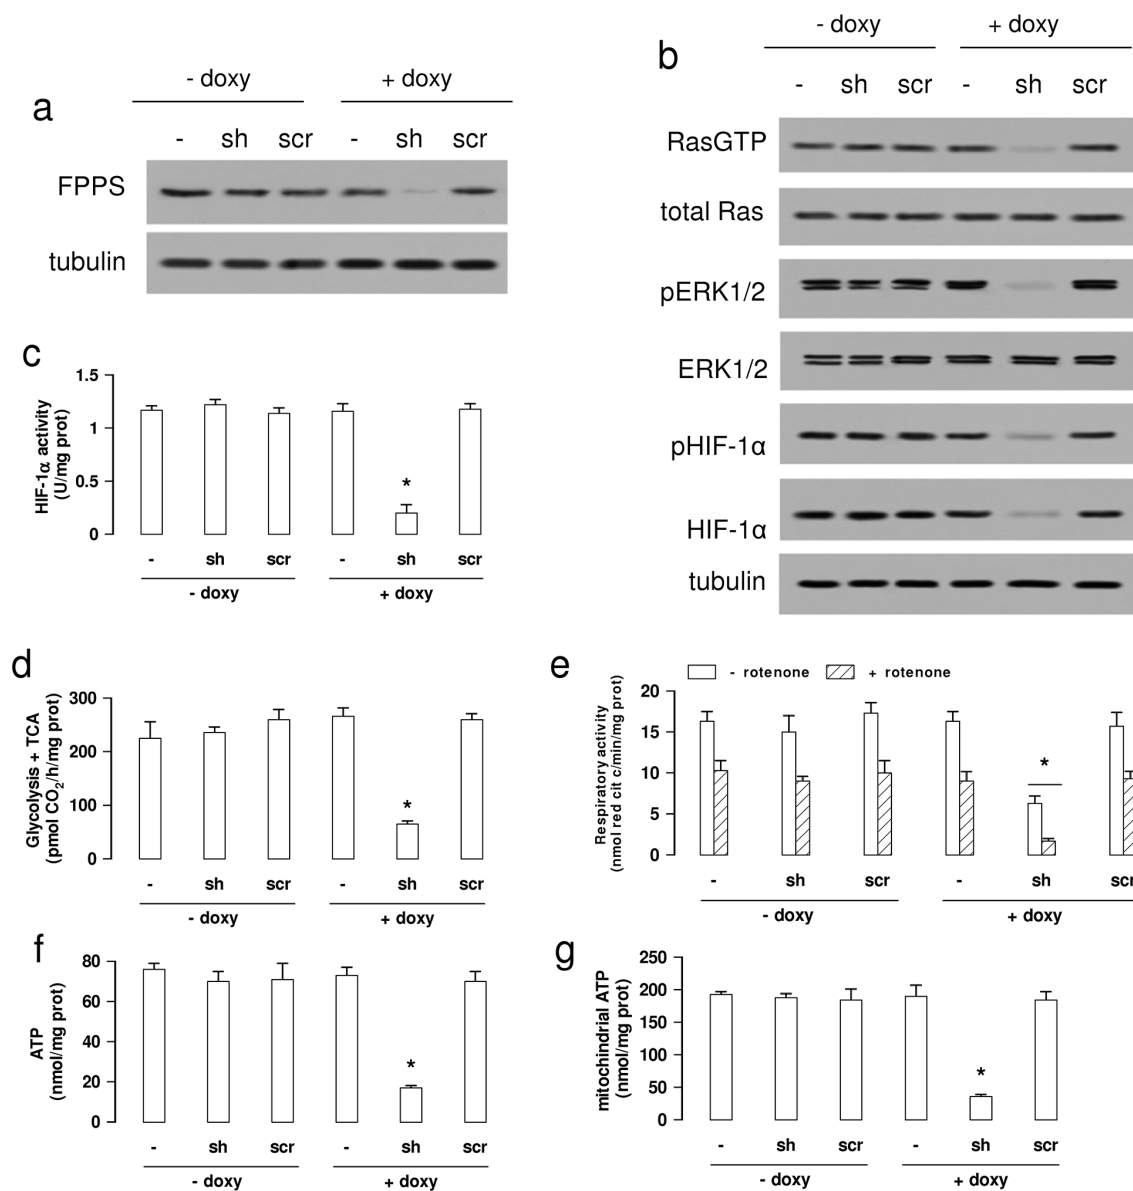 a
- doxy
+ doxy
- sh scr - sh scr
FPPS
tubulin
b
- doxy
+ doxy
- sh scr - sh scr
RasGTP
total Ras
pERK1/2
ERK1/2
pHIF-1α
HIF-1α
tubulin
c
HIF-1α activity
(U/mg prot)
1.5
1
0.5
0
*
- sh scr - sh scr
- doxy
+ doxy
d
Glycolysis + TCA
(pmol CO2/h/mg prot)
300
200
100
0
*
- sh scr - sh scr
- doxy
+ doxy
e
- rotenone
+ rotenone
Respiratory activity
(nmol red cit c/min/mg prot)
20
15
10
5
0
*
- sh scr - sh scr
- doxy
+ doxy
f
ATP
(nmol/mg prot)
80
60
40
20
0
*
- sh scr - sh scr
- doxy
+ doxy
g
mitochindrial ATP
(nmol/mg prot)
250
200
150
100
50
0
*
- sh scr - sh scr
- doxy
+ doxy